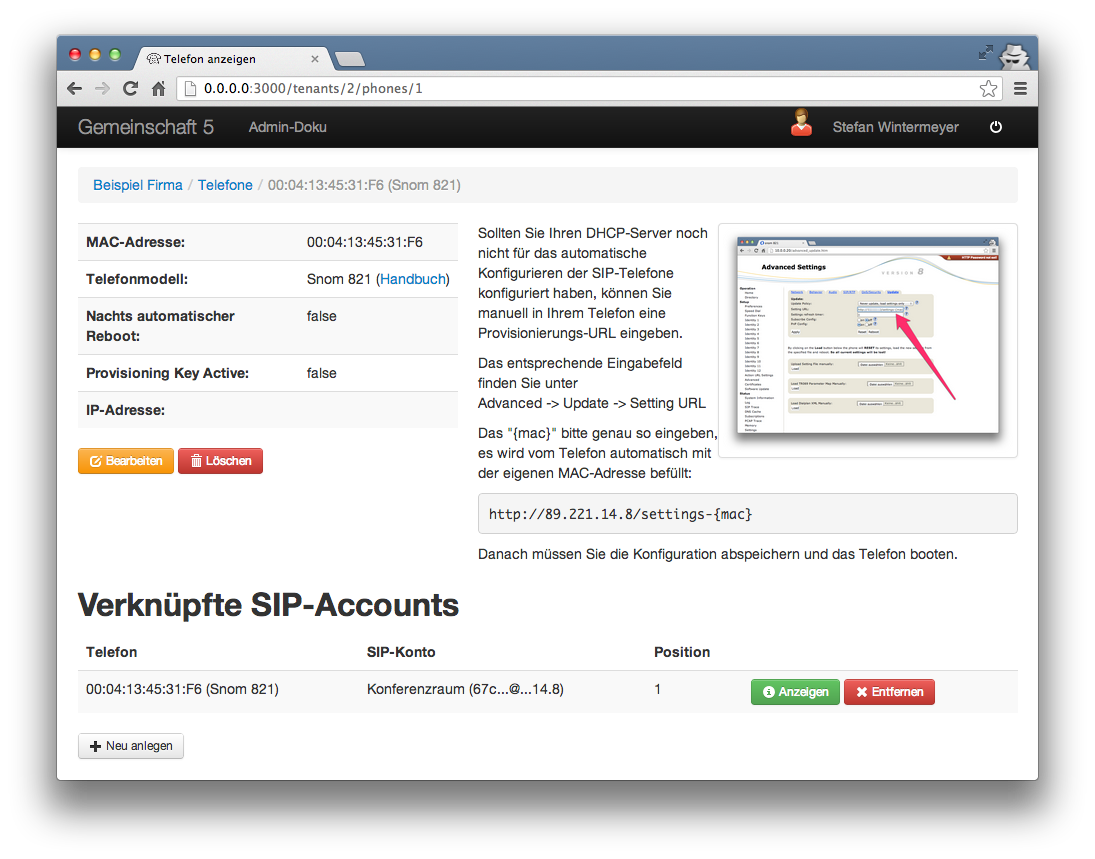 Telefon anzeigen
0.0.0.0:3000/tenants/2/phones/1
Gemeinschaft 5 Admin-Doku Stefan Wintermeyer
Beispiel Firma / Telefone / 00:04:13:45:31:F6 (Snom 821)
MAC-Adresse: 00:04:13:45:31:F6
Telefonmodell: Snom 821 (Handbuch)
Nachts automatischer
Reboot: false
Provisioning Key Active: false
IP-Adresse:
Bearbeiten Löschen
Sollten Sie Ihren DHCP-Server noch
nicht für das automatische
Konfigurieren der SIP-Telefone
konfiguriert haben, können Sie
manuell in Ihrem Telefon eine
Provisionierungs-URL eingeben.
Das entsprechende Eingabefeld
finden Sie unter
Advanced -> Update -> Setting URL
Das "{mac}" bitte genau so eingeben,
es wird vom Telefon automatisch mit
der eigenen MAC-Adresse befüllt:
Advanced Settings
VERSION 8
http://89.221.14.8/settings-{mac}
Danach müssen Sie die Konfiguration abspeichern und das Telefon booten.
Verknüpfte SIP-Accounts
Telefon SIP-Konto Position
00:04:13:45:31:F6 (Snom 821) Konferenzraum (67c...@...14.8) 1 Anzeigen Entfernen
Neu anlegen